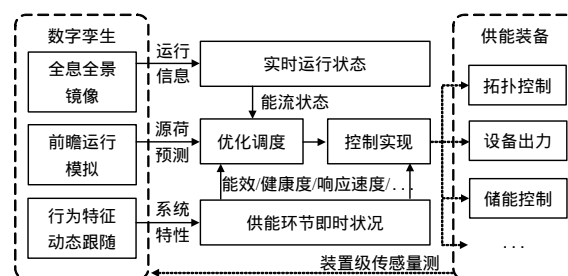 数字孪生
全息全景
镜像
前瞻运行
模拟
行为特征
动态跟随
运行
信息
源荷
预测
系统
特性
实时运行状态
能流状态
优化调度
控制实现
能效/健康度/响应速度/...
供能环节即时状况
装置级传感量测
供能装备
拓扑控制
设备出力
储能控制
...